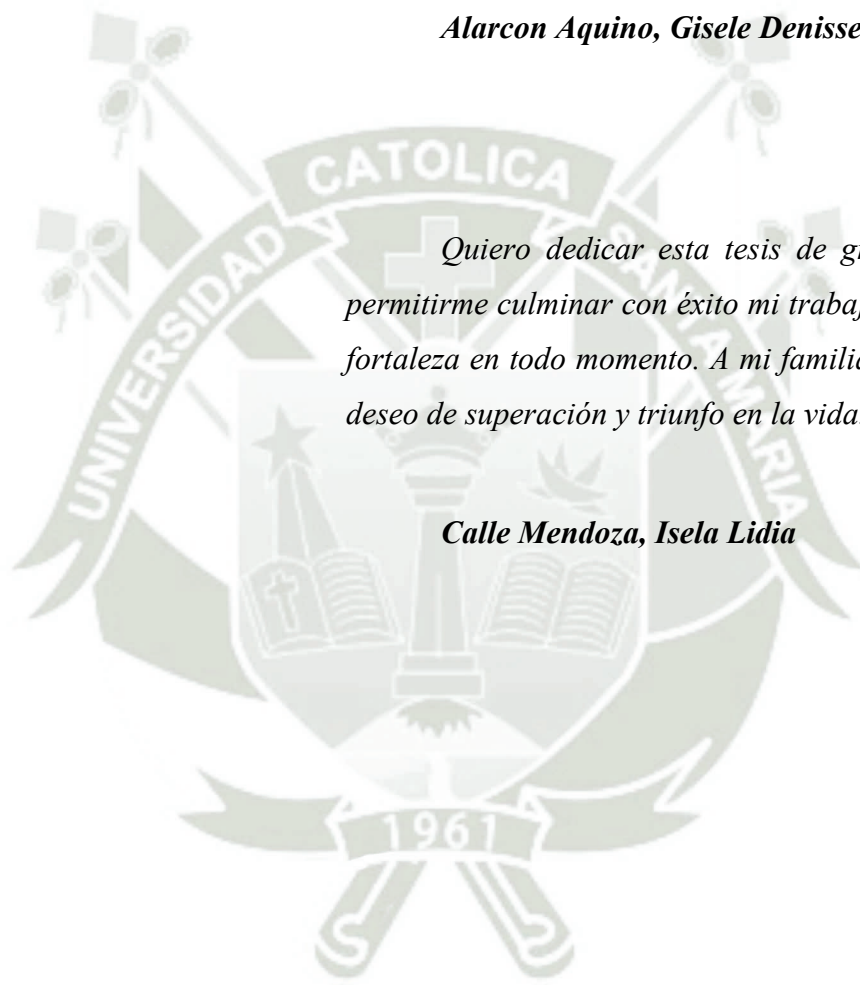 Alarcon Aquino, Gisele Denisse
CATOLICA
UNIVERSIDAD
SANTA MARIA
Quiero dedicar esta tesis de
permitirme culminar con éxito mi
fortaleza en todo momento. A mi
deseo de superación y triunfo en la vida.
Calle Mendoza, Isela Lidia
1961